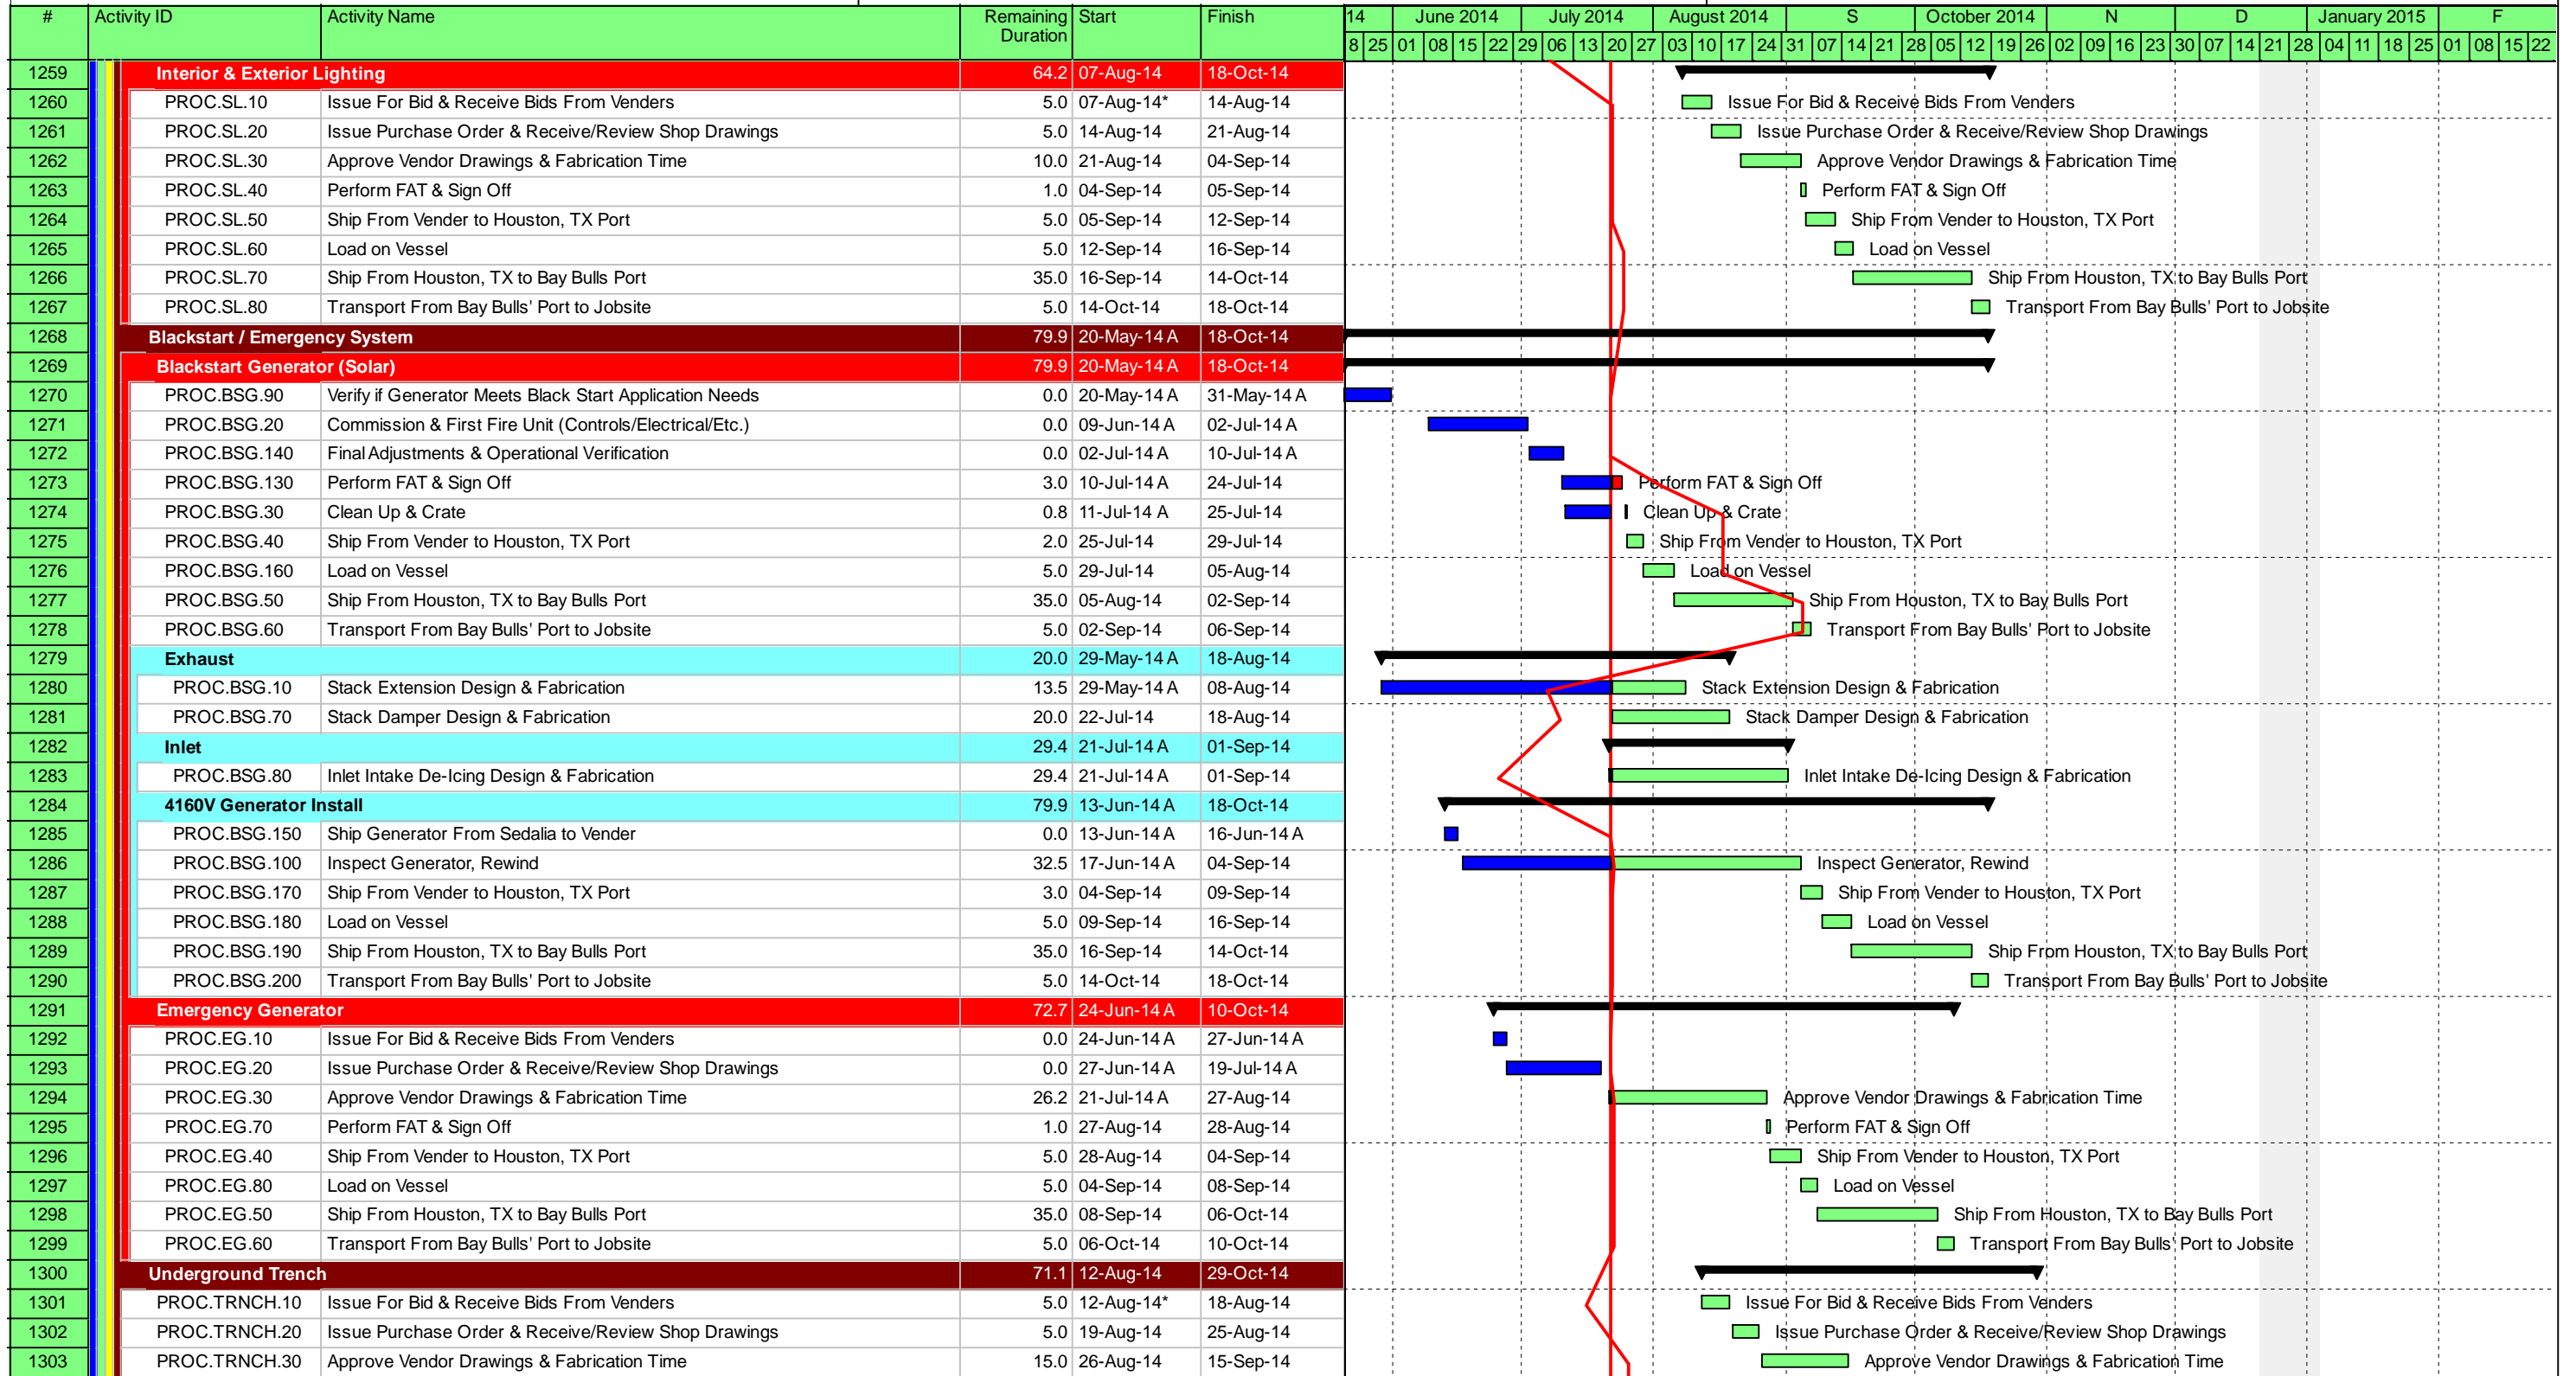 # Activity ID Activity Name Remaining Duration Start Finish 14 June 2014 July 2014 August 2014 S October 2014 N D January 2015 F
8 25 01 08 15 22 29 06 13 20 27 03 10 17 24 31 07 14 21 28 05 12 19 26 02 09 16 23 30 07 14 21 28 04 11 18 25 01 08 15 22
1259 Interior & Exterior Lighting 64.2 07-Aug-14 18-Oct-14
1260 PROC.SL.10 Issue For Bid & Receive Bids From Venders 5.0 07-Aug-14* 14-Aug-14 Issue For Bid & Receive Bids From Venders
1261 PROC.SL.20 Issue Purchase Order & Receive/Review Shop Drawings 5.0 14-Aug-14 21-Aug-14 Issue Purchase Order & Receive/Review Shop Drawings
1262 PROC.SL.30 Approve Vendor Drawings & Fabrication Time 10.0 21-Aug-14 04-Sep-14 Approve Vendor Drawings & Fabrication Time
1263 PROC.SL.40 Perform FAT & Sign Off 1.0 04-Sep-14 05-Sep-14 Perform FAT & Sign Off
1264 PROC.SL.50 Ship From Vender to Houston, TX Port 5.0 05-Sep-14 12-Sep-14 Ship From Vender to Houston, TX Port
1265 PROC.SL.60 Load on Vessel 5.0 12-Sep-14 16-Sep-14 Load on Vessel
1266 PROC.SL.70 Ship From Houston, TX to Bay Bulls Port 35.0 16-Sep-14 14-Oct-14 Ship From Houston, TX to Bay Bulls Port
1267 PROC.SL.80 Transport From Bay Bulls' Port to Jobsite 5.0 14-Oct-14 18-Oct-14 Transport From Bay Bulls' Port to Jobsite
1268 Blackstart / Emergency System 79.9 20-May-14 A 18-Oct-14
1269 Blackstart Generator (Solar) 79.9 20-May-14 A 18-Oct-14
1270 PROC.BSG.90 Verify if Generator Meets Black Start Application Needs 0.0 20-May-14 A 31-May-14 A
1271 PROC.BSG.20 Commission & First Fire Unit (Controls/Electrical/Etc.) 0.0 09-Jun-14 A 02-Jul-14 A
1272 PROC.BSG.140 Final Adjustments & Operational Verification 0.0 02-Jul-14 A 10-Jul-14 A
1273 PROC.BSG.130 Perform FAT & Sign Off 3.0 10-Jul-14 A 24-Jul-14 Perform FAT & Sign Off
1274 PROC.BSG.30 Clean Up & Crate 0.8 11-Jul-14 A 25-Jul-14 Clean Up & Crate
1275 PROC.BSG.40 Ship From Vender to Houston, TX Port 2.0 25-Jul-14 29-Jul-14 Ship From Vender to Houston, TX Port
1276 PROC.BSG.160 Load on Vessel 5.0 29-Jul-14 05-Aug-14 Load on Vessel
1277 PROC.BSG.50 Ship From Houston, TX to Bay Bulls Port 35.0 05-Aug-14 02-Sep-14 Ship From Houston, TX to Bay Bulls Port
1278 PROC.BSG.60 Transport From Bay Bulls' Port to Jobsite 5.0 02-Sep-14 06-Sep-14 Transport From Bay Bulls' Port to Jobsite
1279 Exhaust 20.0 29-May-14 A 18-Aug-14
1280 PROC.BSG.10 Stack Extension Design & Fabrication 13.5 29-May-14 A 08-Aug-14 Stack Extension Design & Fabrication
1281 PROC.BSG.70 Stack Damper Design & Fabrication 20.0 22-Jul-14 18-Aug-14 Stack Damper Design & Fabrication
1282 Inlet 29.4 21-Jul-14 A 01-Sep-14
1283 PROC.BSG.80 Inlet Intake De-Icing Design & Fabrication 29.4 21-Jul-14 A 01-Sep-14 Inlet Intake De-Icing Design & Fabrication
1284 4160V Generator Install 79.9 13-Jun-14 A 18-Oct-14
1285 PROC.BSG.150 Ship Generator From Sedalia to Vender 0.0 13-Jun-14 A 16-Jun-14 A
1286 PROC.BSG.100 Inspect Generator, Rewind 32.5 17-Jun-14 A 04-Sep-14 Inspect Generator, Rewind
1287 PROC.BSG.170 Ship From Vender to Houston, TX Port 3.0 04-Sep-14 09-Sep-14 Ship From Vender to Houston, TX Port
1288 PROC.BSG.180 Load on Vessel 5.0 09-Sep-14 16-Sep-14 Load on Vessel
1289 PROC.BSG.190 Ship From Houston, TX to Bay Bulls Port 35.0 16-Sep-14 14-Oct-14 Ship From Houston, TX to Bay Bulls Port
1290 PROC.BSG.200 Transport From Bay Bulls' Port to Jobsite 5.0 14-Oct-14 18-Oct-14 Transport From Bay Bulls' Port to Jobsite
1291 Emergency Generator 72.7 24-Jun-14 A 10-Oct-14
1292 PROC.EG.10 Issue For Bid & Receive Bids From Venders 0.0 24-Jun-14 A 27-Jun-14 A
1293 PROC.EG.20 Issue Purchase Order & Receive/Review Shop Drawings 0.0 27-Jun-14 A 19-Jul-14 A
1294 PROC.EG.30 Approve Vendor Drawings & Fabrication Time 26.2 21-Jul-14 A 27-Aug-14 Approve Vendor Drawings & Fabrication Time
1295 PROC.EG.70 Perform FAT & Sign Off 1.0 27-Aug-14 28-Aug-14 Perform FAT & Sign Off
1296 PROC.EG.40 Ship From Vender to Houston, TX Port 5.0 28-Aug-14 04-Sep-14 Ship From Vender to Houston, TX Port
1297 PROC.EG.80 Load on Vessel 5.0 04-Sep-14 08-Sep-14 Load on Vessel
1298 PROC.EG.50 Ship From Houston, TX to Bay Bulls Port 35.0 08-Sep-14 06-Oct-14 Ship From Houston, TX to Bay Bulls Port
1299 PROC.EG.60 Transport From Bay Bulls' Port to Jobsite 5.0 06-Oct-14 10-Oct-14 Transport From Bay Bulls' Port to Jobsite
1300 Underground Trench 71.1 12-Aug-14 29-Oct-14
1301 PROC.TRNCH.10 Issue For Bid & Receive Bids From Venders 5.0 12-Aug-14* 18-Aug-14 Issue For Bid & Receive Bids From Venders
1302 PROC.TRNCH.20 Issue Purchase Order & Receive/Review Shop Drawings 5.0 19-Aug-14 25-Aug-14 Issue Purchase Order & Receive/Review Shop Drawings
1303 PROC.TRNCH.30 Approve Vendor Drawings & Fabrication Time 15.0 26-Aug-14 15-Sep-14 Approve Vendor Drawings & Fabrication Time